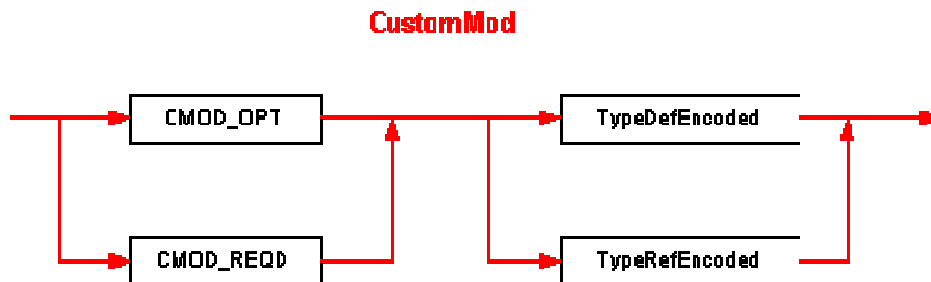 CustomMod
CMOD_OPT
TypeDefEncoded
CMOD_REQD
TypeRefEncoded